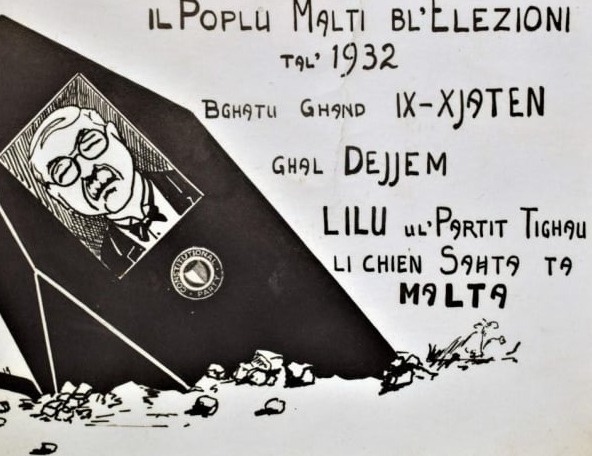 IL POPLU MALTI BL'ELEZIONI
TAL' 1932
BGHATU GHAND IX-XJATEN
GHAL DEJJEM
LILU UL'PARTIT TIGHAU
LI CHIEN SAHTA TA
MALTA
CONSTITUTIONAL PARTY